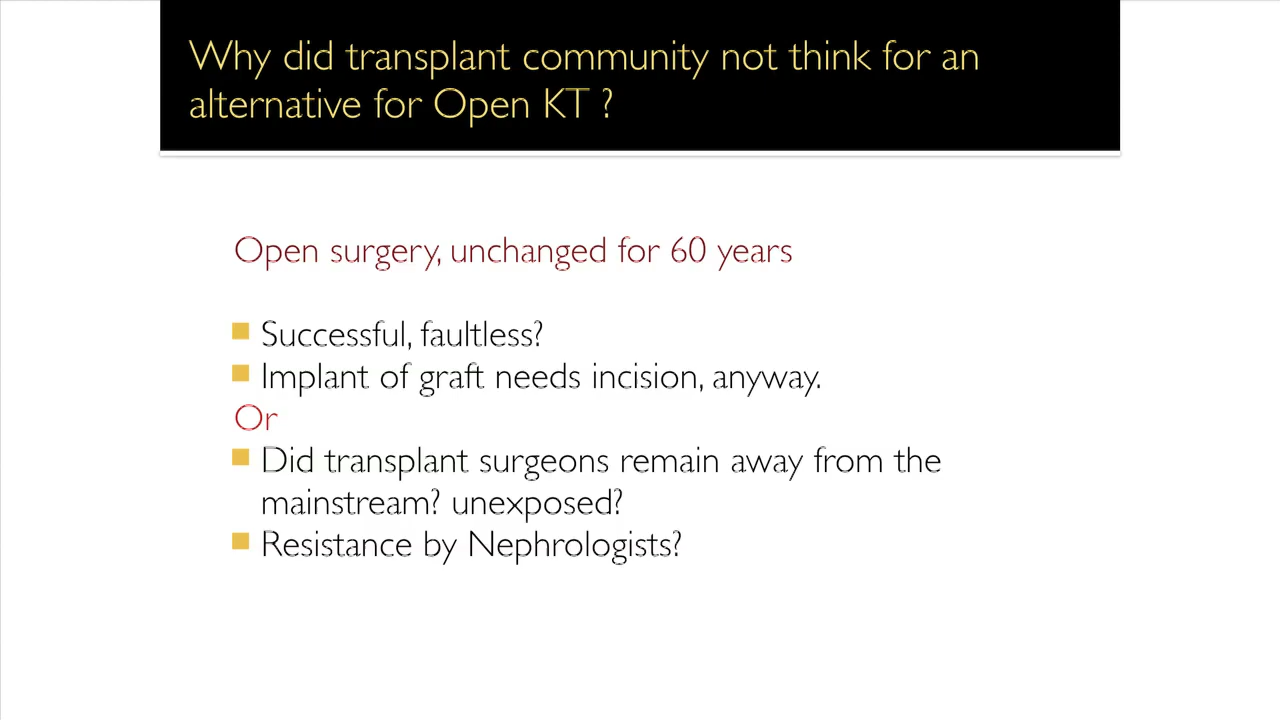 Why did transplant community not think for an
alternative for Open KT ?
Open surgery, unchanged for 60 years
Successful, faultless?
Implant of graft needs incision, anyway.
Or
Did transplant surgeons remain away from the
mainstream? unexposed?
Resistance by Nephrologists?